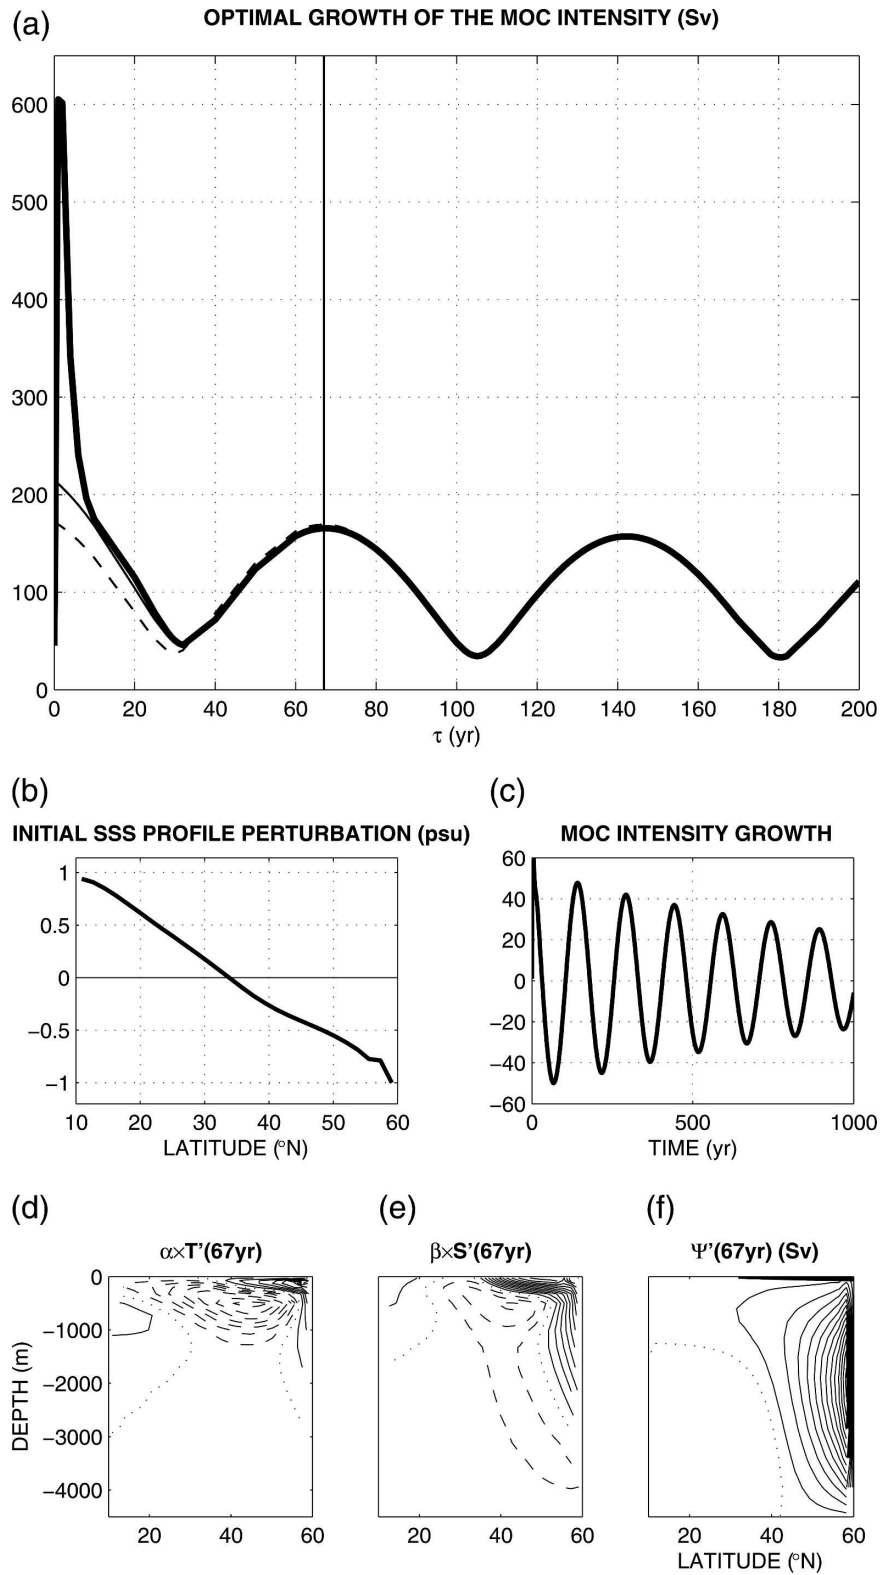 (a)
OPTIMAL GROWTH OF THE MOC INTENSITY (Sv)
600
500
400
300
200
100
0
0 20 40 60 80 100 120 140 160 180 200
τ (yr)
(b)
INITIAL SSS PROFILE PERTURBATION (psu)
1
0.5
0
−0.5
−1
10 20 30 40 50 60
LATITUDE (°N)
(c)
MOC INTENSITY GROWTH
60
40
20
0
−20
−40
−60
0 500 1000
TIME (yr)
(d)
α×T'(67yr)
0
−1000
−2000
−3000
−4000
DEPTH (m)
20 40 60
(e)
β×S'(67yr)
20 40 60
(f)
Ψ'(67yr) (Sv)
20 40 60
LATITUDE (°N)